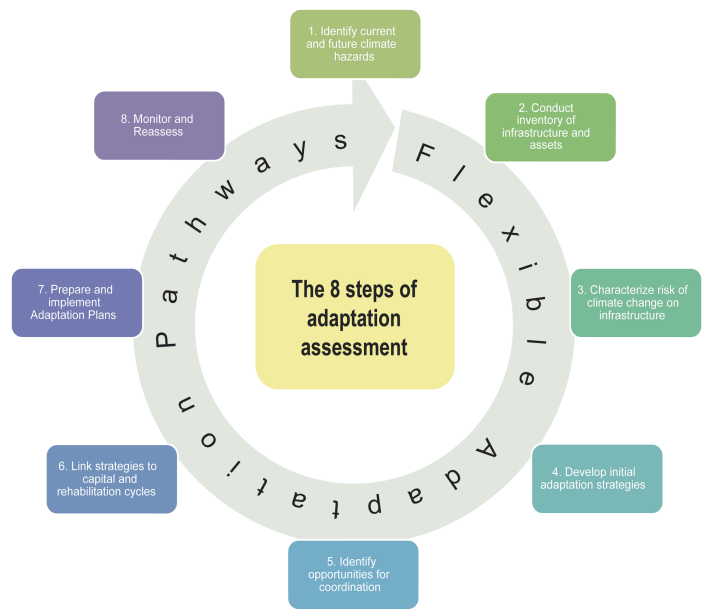 1. Identify current
and future climate
hazards
2. Conduct
inventory of
infrastructure and
assets
3. Characterize risk of
climate change on
infrastructure
4. Develop initial
adaptation strategies
5. Identify
opportunities for
coordination
6. Link strategies to
capital and
rehabilitation cycles
7. Prepare and
implement
Adaptation Plans
8. Monitor and
Reassess
Flexible Adaptation Pathways
The 8 steps of
adaptation
assessment